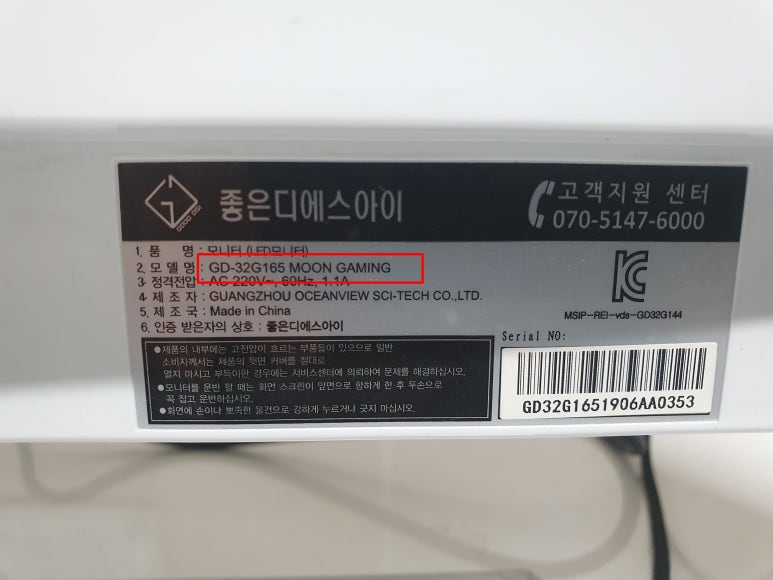 GOOD DSI
좋은디에스아이
고객지원 센터
070-5147-6000
1. 품 명 : 모니터 (LED모니터)
2. 모 델 명 : GD-32G165 MOON GAMING
3. 정격전압 : AC 220V~, 60Hz, 1.1A
4. 제 조 자 : GUANGZHOU OCEANVIEW SCI-TECH CO.,LTD.
5. 제 조 국 : Made in China
6. 인증 받은자의 상호 : 좋은디에스아이
MSIP-REI-vds-GD32G144
●제품의 내부에는 고전압이 흐르는 부품들이 있으므로 일반
소비자께서는 제품의 뒷면 커버를 절대로
열지 마시고 부득이한 경우에는 서비스센터에 의뢰하여 문제를 해결하십시오.
●모니터를 운반 할 때는 화면 스크린이 앞면으로 향하게 한 후 두손으로
꼭 잡고 운반하십시오.
●화면에 손이나 뾰족한 물건으로 강하게 누르거나 긋지 마십시오.
Serial NO:
GD32G1651906AA0353